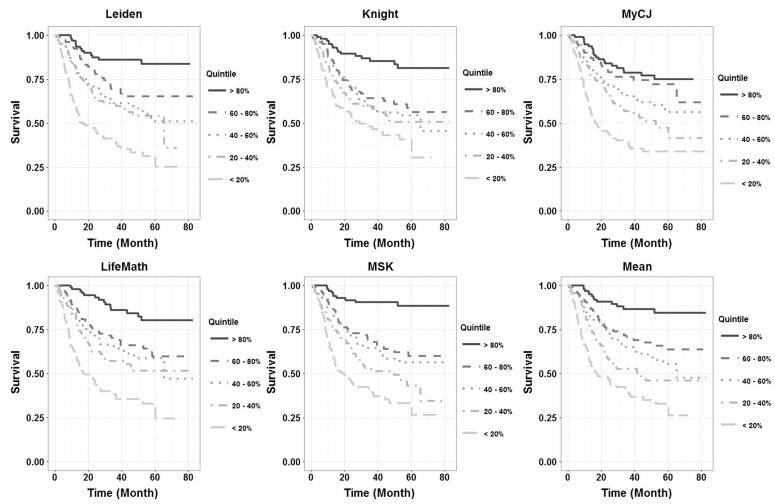 Leiden
Survival
1.00
0.75
0.50
0.25
0.00
0 20 40 60 80
Time (Month)
Quintile
> 80%
60 - 80%
40 - 60%
20 - 40%
< 20%
Knight
Survival
1.00
0.75
0.50
0.25
0.00
0 20 40 60 80
Time (Month)
Quintile
> 80%
60 - 80%
40 - 60%
20 - 40%
< 20%
MyCJ
Survival
1.00
0.75
0.50
0.25
0.00
0 20 40 60 80
Time (Month)
Quintile
> 80%
60 - 80%
40 - 60%
20 - 40%
< 20%
LifeMath
Survival
1.00
0.75
0.50
0.25
0.00
0 20 40 60 80
Time (Month)
Quintile
> 80%
60 - 80%
40 - 60%
20 - 40%
< 20%
MSK
Survival
1.00
0.75
0.50
0.25
0.00
0 20 40 60 80
Time (Month)
Quintile
> 80%
60 - 80%
40 - 60%
20 - 40%
< 20%
Mean
Survival
1.00
0.75
0.50
0.25
0.00
0 20 40 60 80
Time (Month)
Quintile
> 80%
60 - 80%
40 - 60%
20 - 40%
< 20%